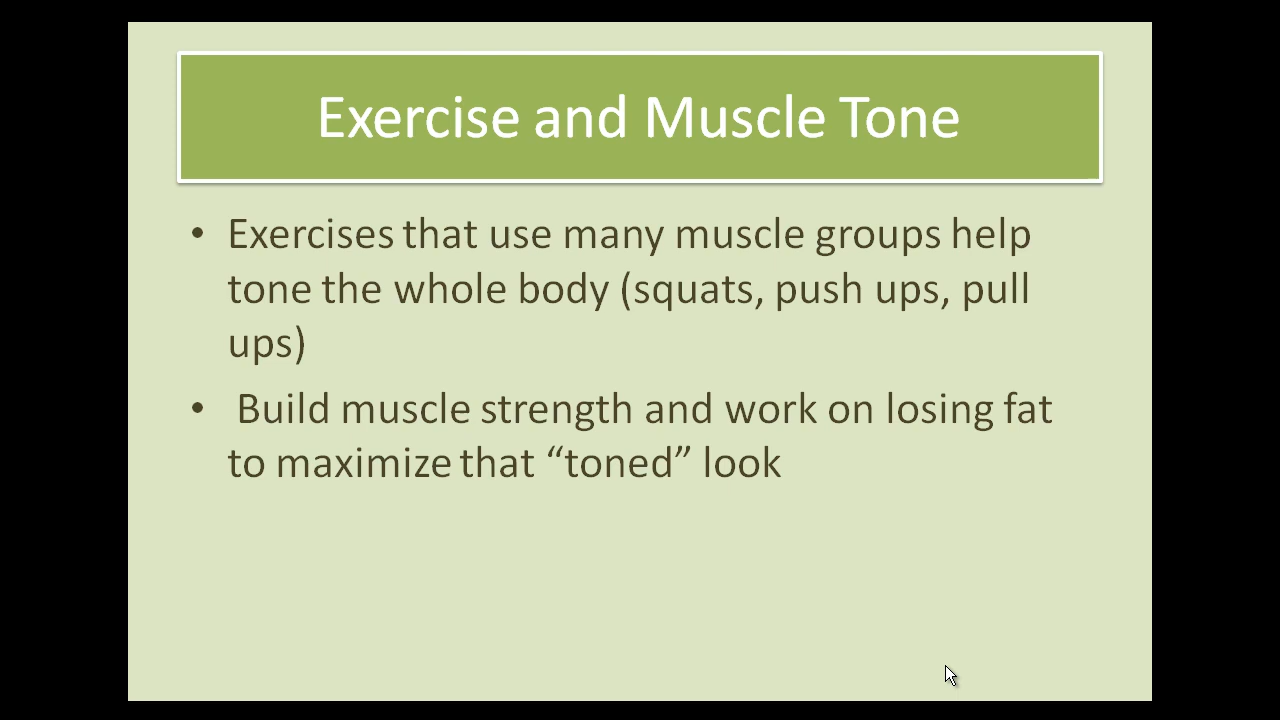 Exercise and Muscle Tone
• Exercises that use many muscle groups help
tone the whole body (squats, push ups, pull
ups)
• Build muscle strength and work on losing fat
to maximize that “toned” look